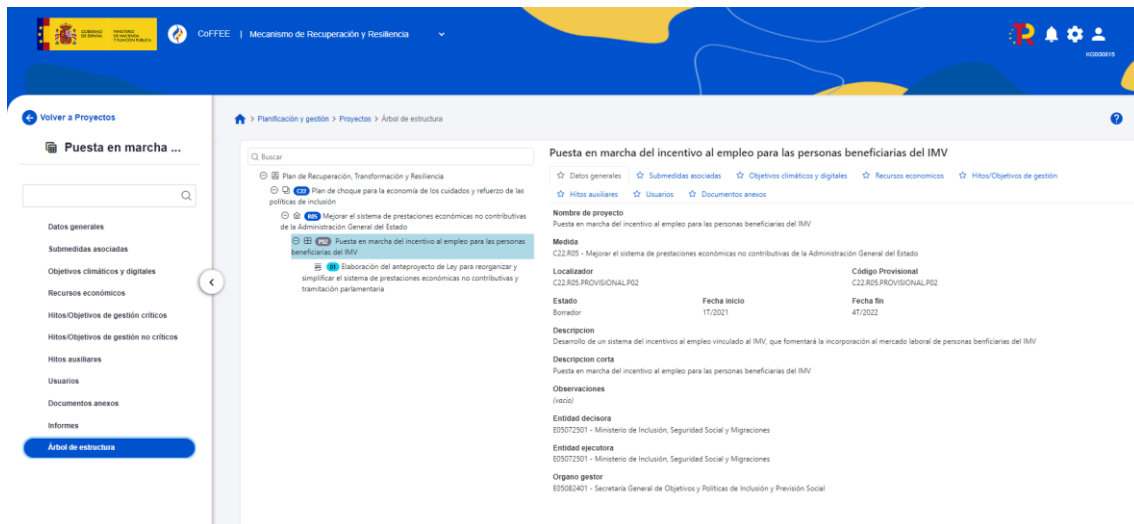 GOBIERNO DE ESPAÑA
MINISTERIO DE HACIENDA Y FUNCIÓN PÚBLICA
CoFFEE | Mecanismo de Recuperación y Resiliencia
KG000815
Volver a Proyectos
Puesta en marcha ...
Datos generales
Submedidas asociadas
Objetivos climáticos y digitales
Recursos económicos
Hitos/Objetivos de gestión críticos
Hitos/Objetivos de gestión no críticos
Hitos auxiliares
Usuarios
Documentos anexos
Informes
Árbol de estructura
> Planificación y gestión > Proyectos > Árbol de estructura
Buscar
Plan de Recuperación, Transformación y Resiliencia
C22 Plan de choque para la economía de los cuidados y refuerzo de las
políticas de inclusión
R05 Mejorar el sistema de prestaciones económicas no contributivas
de la Administración General del Estado
P02 Puesta en marcha del incentivo al empleo para las personas
beneficiarias del IMV
01 Elaboración del anteproyecto de Ley para reorganizar y
simplificar el sistema de prestaciones económicas no contributivas y
tramitación parlamentaria
Puesta en marcha del incentivo al empleo para las personas beneficiarias del IMV
Datos generales Submedidas asociadas Objetivos climáticos y digitales Recursos economicos Hitos/Objetivos de gestión
Hitos auxiliares Usuarios Documentos anexos
Nombre de proyecto
Puesta en marcha del incentivo al empleo para las personas beneficiarias del IMV
Medida
C22.R05 - Mejorar el sistema de prestaciones económicas no contributivas de la Administración General del Estado
Localizador Código Provisional
C22.R05.PROVISIONAL.P02 C22.R05.PROVISIONAL.P02
Estado Fecha inicio Fecha fin
Borrador 1T/2021 4T/2022
Descripcion
Desarrollo de un sistema del incentivos al empleo vinculado al IMV, que fomentará la incorporación al mercado laboral de personas benficiarias del IMV
Descripcion corta
Puesta en marcha del incentivo al empleo para las personas beneficiarias del IMV
Observaciones
(vacío)
Entidad decisora
E05072501 - Ministerio de Inclusión, Seguridad Social y Migraciones
Entidad ejecutora
E05072501 - Ministerio de Inclusión, Seguridad Social y Migraciones
Organo gestor
E05082401 - Secretaría General de Objetivos y Políticas de Inclusión y Previsión Social